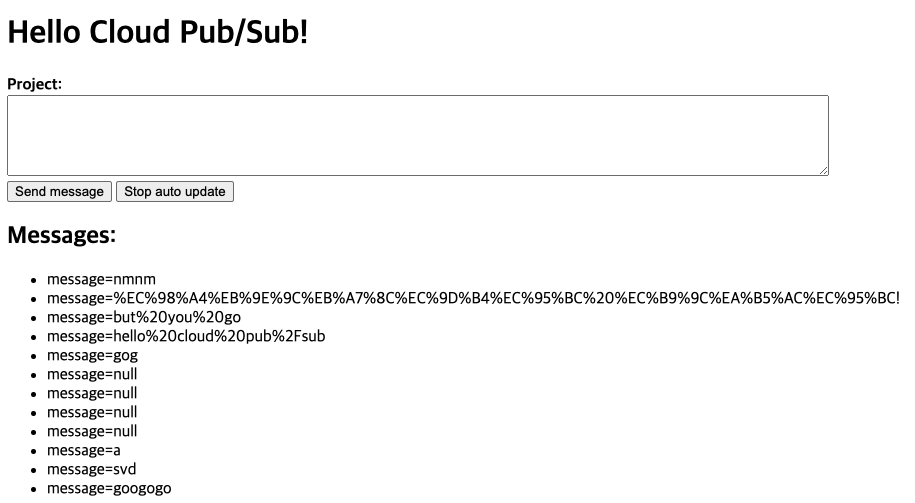 Hello Cloud Pub/Sub!
Project:
Send message Stop auto update
Messages:
message=nmnm
message=%EC%98%A4%EB%9E%9C%EB%A7%8C%EC%9D%B4%EC%95%BC%20%EC%B9%9C%EA%B5%AC%EC%95%BC!
message=but%20you%20go
message=hello%20cloud%20pub%2Fsub
message=gog
message=null
message=null
message=null
message=null
message=a
message=svd
message=googogo